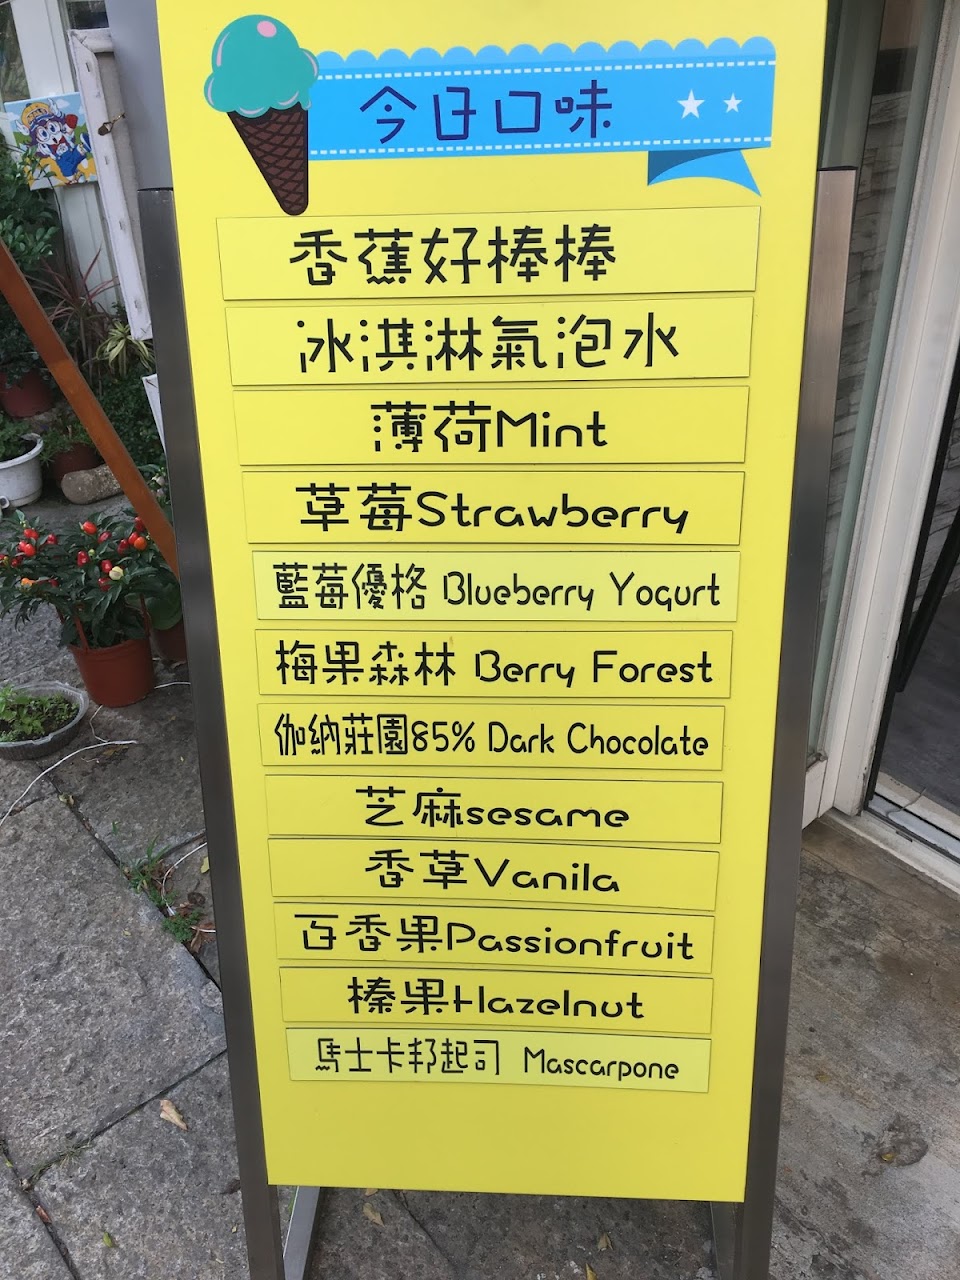 今日口味
香蕉好棒棒
冰淇淋氣泡水
薄荷Mint
草莓Strawberry
藍莓優格 Blueberry Yogurt
梅果森林 Berry Forest
伽納莊園85% Dark Chocolate
芝麻sesame
香草Vanila
百香果Passionfruit
榛果Hazelnut
馬士卡邦起司 Mascarpone